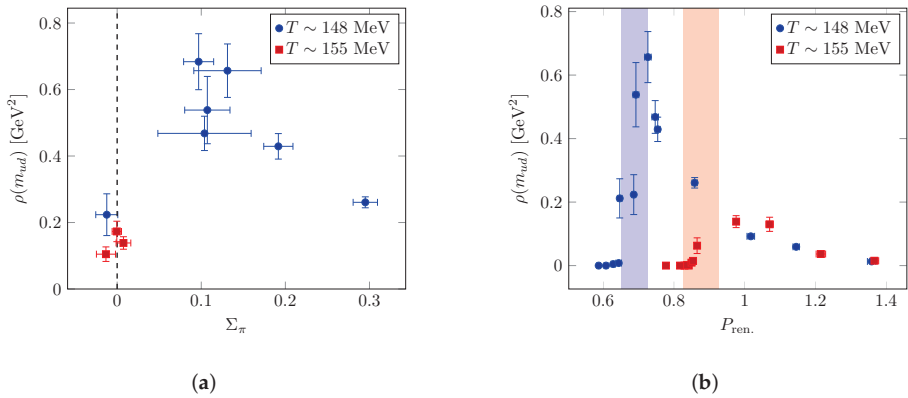 0.8
0.6
0.4
0.2
0
ρ(m_ud) [GeV²]
T ∼ 148 MeV
T ∼ 155 MeV
0 0.1 0.2 0.3
Σ_π
(a)
0.8
0.6
0.4
0.2
0
ρ(m_ud) [GeV²]
T ∼ 148 MeV
T ∼ 155 MeV
0.6 0.8 1 1.2 1.4
P_ren.
(b)